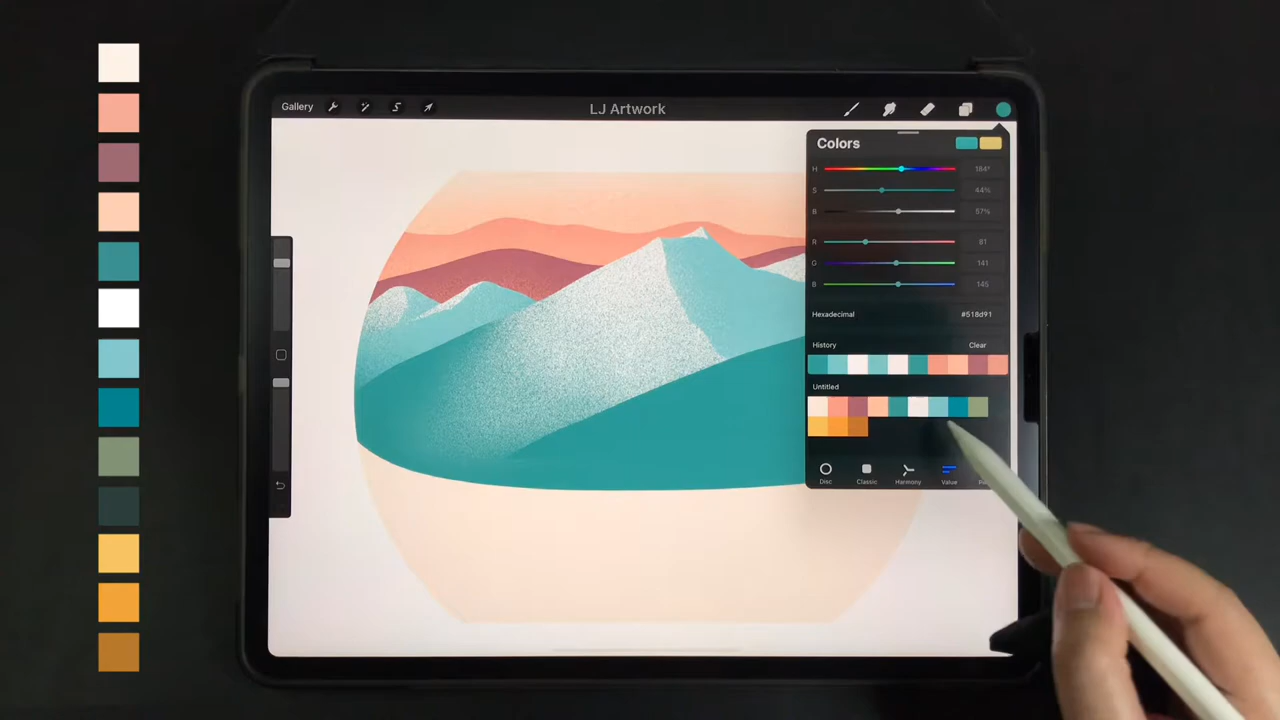 Gallery
LJ Artwork
Colors
H 184°
S 44%
B 57%
R 81
G 141
B 145
Hexadecimal #518d91
History Clear
Untitled
Disc Classic Harmony Value